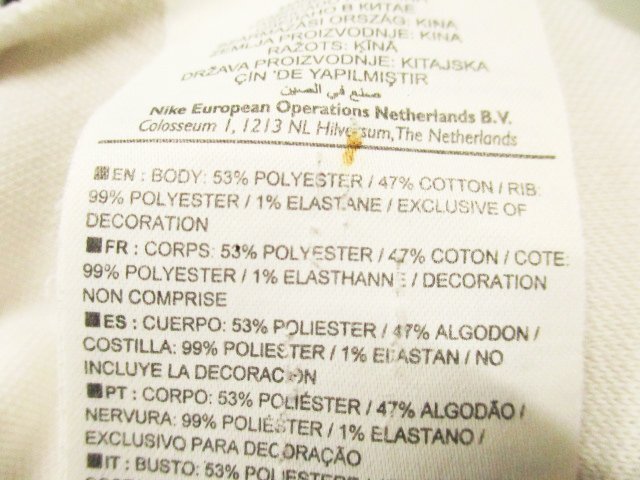 НО В КИТАЕ
ORSZÁG: KÍNA
ZEMLJA PROIZVODNJE: KINA
RAŽOTS: ĶĪNĀ
DRŽAVA PROIZVODNJE: KITAJSKA
ÇİN 'DE YAPILMIŞTIR
صنع في الصين
Nike European Operations Netherlands B.V.
Colosseum 1, 1213 NL Hilversum, The Netherlands
EN : BODY: 53% POLYESTER / 47% COTTON / RIB:
99% POLYESTER / 1% ELASTANE / EXCLUSIVE OF
DECORATION
FR : CORPS: 53% POLYESTER / 47% COTON / COTE:
99% POLYESTER / 1% ELASTHANNE / DECORATION
NON COMPRISE
ES : CUERPO: 53% POLIESTER / 47% ALGODON /
COSTILLA: 99% POLIESTER / 1% ELASTAN / NO
INCLUYE LA DECORACION
PT : CORPO: 53% POLIÉSTER / 47% ALGODÃO /
NERVURA: 99% POLIÉSTER / 1% ELASTANO /
EXCLUSIVO PARA DECORAÇÃO
IT : BUSTO: 53% POLIESTERE